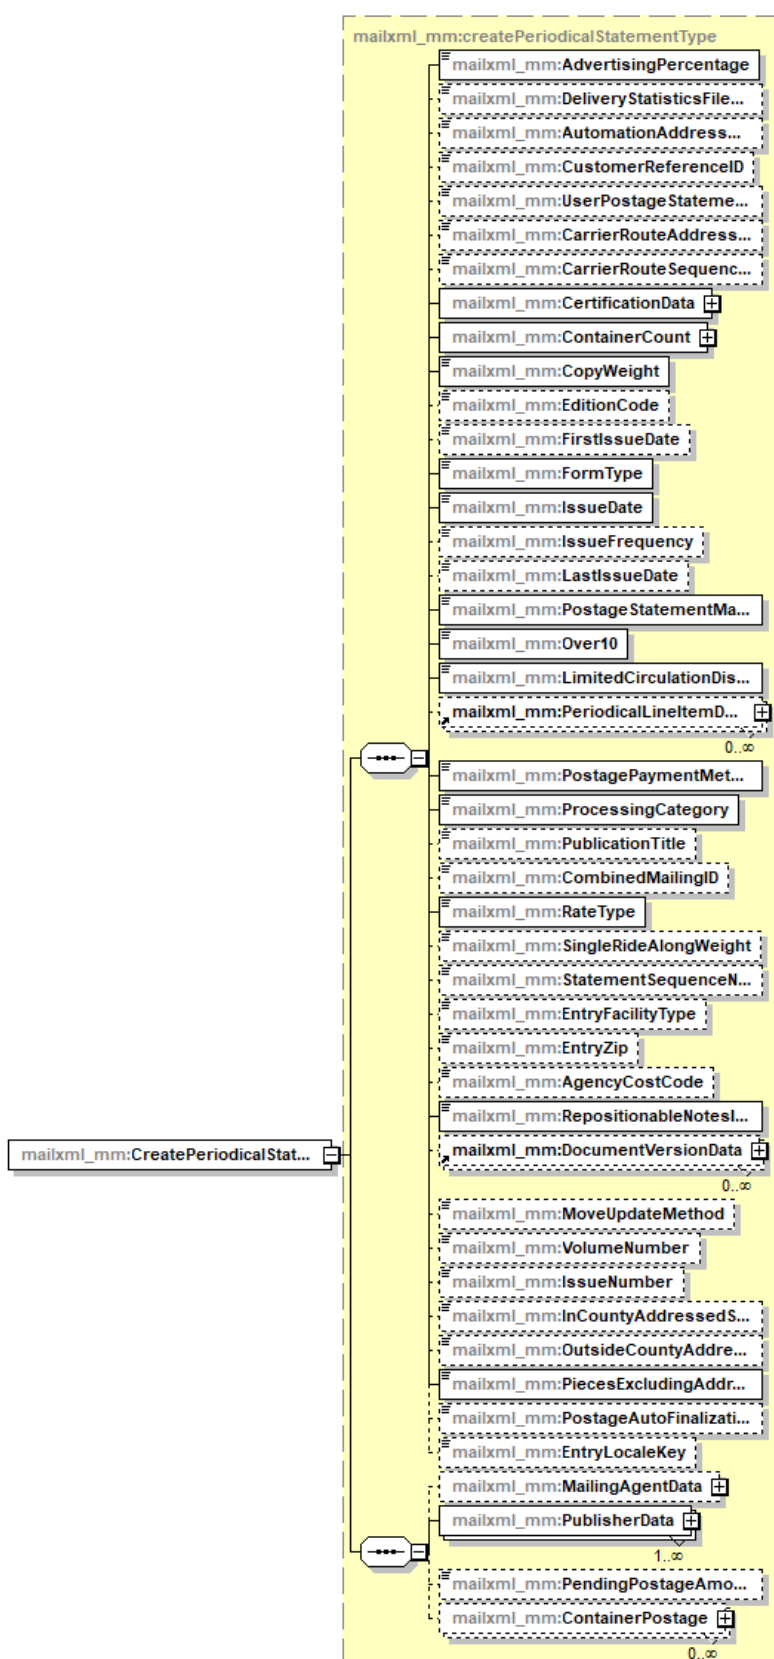 mailxml_mm:createPeriodicalStatementType
mailxml_mm:AdvertisingPercentage
mailxml_mm:DeliveryStatisticsFile...
mailxml_mm:AutomationAddress...
mailxml_mm:CustomerReferenceID
mailxml_mm:UserPostageStateme...
mailxml_mm:CarrierRouteAddress...
mailxml_mm:CarrierRouteSequenc...
mailxml_mm:CertificationData
mailxml_mm:ContainerCount
mailxml_mm:CopyWeight
mailxml_mm:EditionCode
mailxml_mm:FirstIssueDate
mailxml_mm:FormType
mailxml_mm:IssueDate
mailxml_mm:IssueFrequency
mailxml_mm:LastIssueDate
mailxml_mm:PostageStatementMa...
mailxml_mm:Over10
mailxml_mm:LimitedCirculationDis...
mailxml_mm:PeriodicalLineItemD...
0..∞
mailxml_mm:PostagePaymentMet...
mailxml_mm:ProcessingCategory
mailxml_mm:PublicationTitle
mailxml_mm:CombinedMailingID
mailxml_mm:RateType
mailxml_mm:SingleRideAlongWeight
mailxml_mm:StatementSequenceN...
mailxml_mm:EntryFacilityType
mailxml_mm:EntryZip
mailxml_mm:AgencyCostCode
mailxml_mm:RepositionableNotesI...
mailxml_mm:CreatePeriodicalStat...
mailxml_mm:DocumentVersionData
0..∞
mailxml_mm:MoveUpdateMethod
mailxml_mm:VolumeNumber
mailxml_mm:IssueNumber
mailxml_mm:InCountyAddressedS...
mailxml_mm:OutsideCountyAddre...
mailxml_mm:PiecesExcludingAddr...
mailxml_mm:PostageAutoFinalizati...
mailxml_mm:EntryLocaleKey
mailxml_mm:MailingAgentData
mailxml_mm:PublisherData
1..∞
mailxml_mm:PendingPostageAmo...
mailxml_mm:ContainerPostage
0..∞